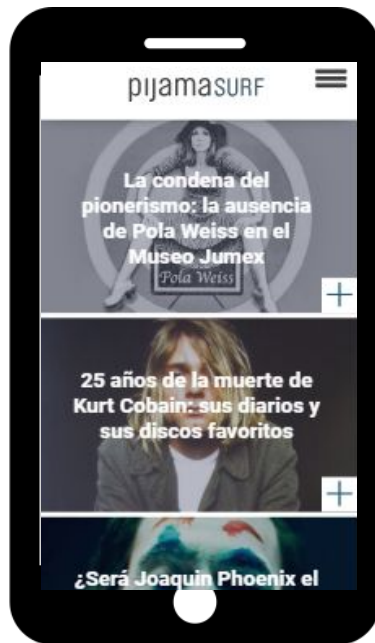 pijamasurf
La condena del
pionerismo: la ausencia
de Pola Weiss en el
Museo Jumex
Pola Weiss
25 años de la muerte de
Kurt Cobain: sus diarios y
sus discos favoritos
¿Será Joaquin Phoenix el